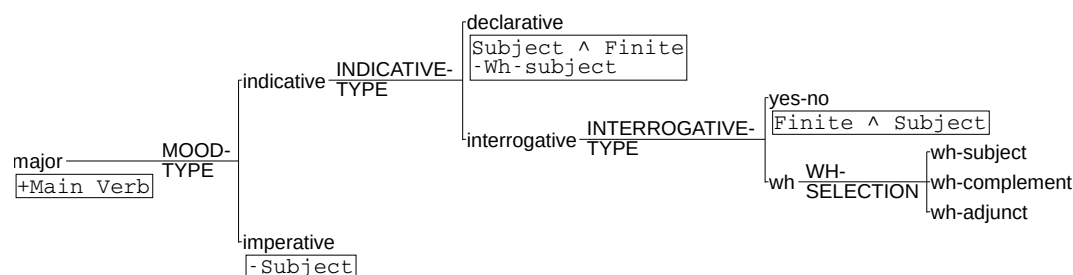 declarative
Subject ^ Finite
-Wh-subject
indicative INDICATIVE-
TYPE
yes-no
Finite ^ Subject
interrogative INTERROGATIVE-
TYPE
major MOOD-
TYPE
+Main Verb
wh-subject
wh WH-
SELECTION
wh-complement
wh-adjunct
imperative
-Subject